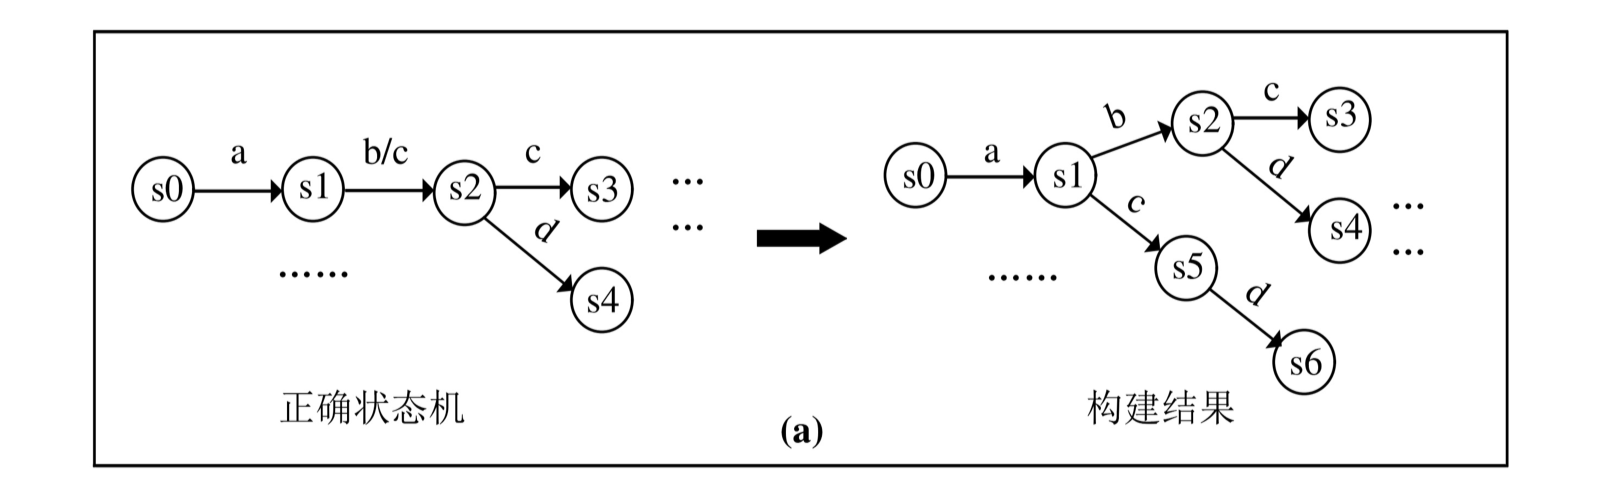 a b/c c
s0 s1 s2 s3 ...
d ...
......
s4
正确状态机
b c
a s2 s3
s0 s1 d
c s4 ...
s5 ...
...... d
s6
构建结果
(a)